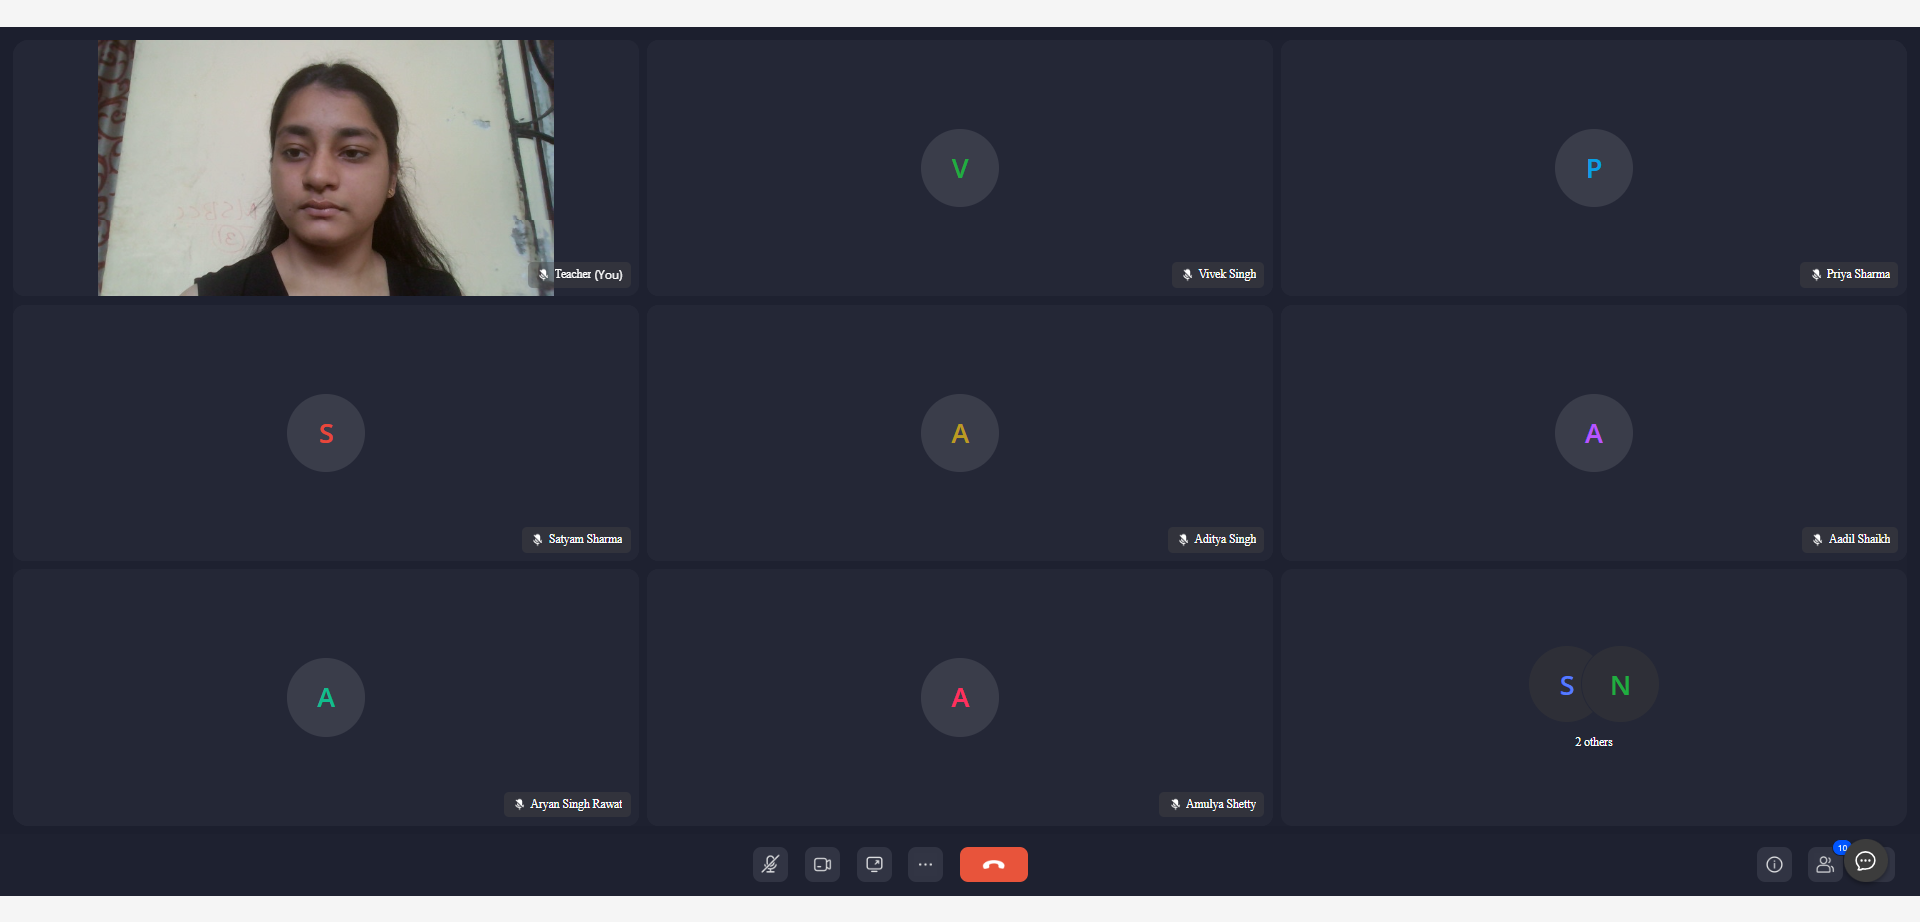 Teacher (You)
V
Vivek Singh
P
Priya Sharma
S
Satyam Sharma
A
Aditya Singh
A
Aadil Shaikh
A
Aryan Singh Rawat
A
Amulya Shetty
S N
2 others
10